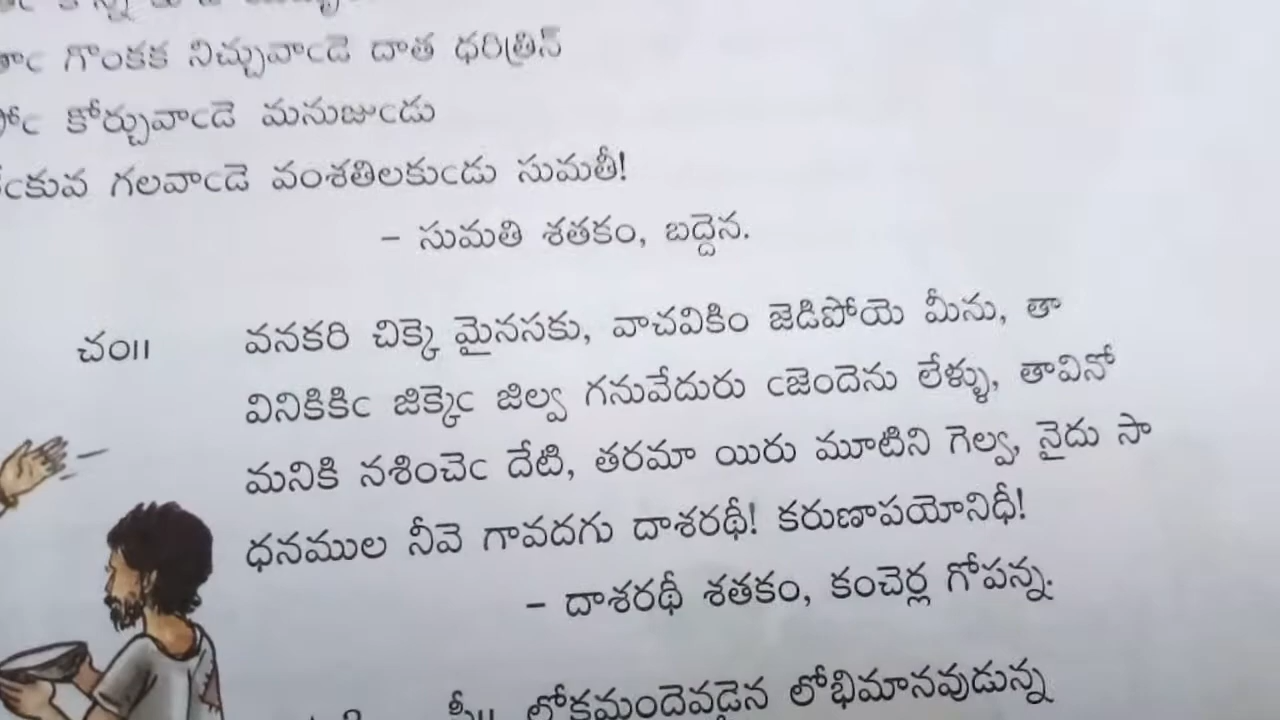 గొంకక నిచ్చువాఁడె దాత ధరిత్రిన్
కోర్చువాఁడె మనుజుఁడు
గలవాఁడె వంశతిలకుఁడు సుమతీ!
– సుమతి శతకం, బద్దెన.
చం॥ వనకరి చిక్కె మైనసకు, వాచవికిం జెడిపోయె మీను, తా
వినికికిఁ జిక్కెఁ జిల్వ గనువేదురు ఁజెందెను లేళ్ళు, తావినో
మనికి నశించెఁ దేటి, తరమా యిరు మూటిని గెల్వ, నైదు సా
ధనముల నీవె గావదగు దాశరథీ! కరుణాపయోనిధీ!
– దాశరథీ శతకం, కంచెర్ల గోపన్న.
సీ॥ లోకమందెవడైన లోభిమానవుడున్న